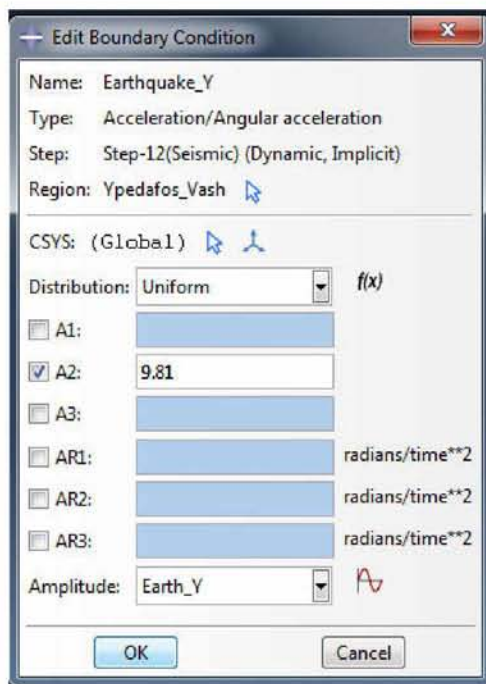 Edit Boundary Condition
Name: Earthquake_Y
Type: Acceleration/Angular acceleration
Step: Step-12(Seismic) (Dynamic, Implicit)
Region: Ypedafos_Vash
CSYS: (Global)
Distribution: Uniform f(x)
A1:
A2: 9.81
A3:
AR1: radians/time**2
AR2: radians/time**2
AR3: radians/time**2
Amplitude: Earth_Y
OK Cancel